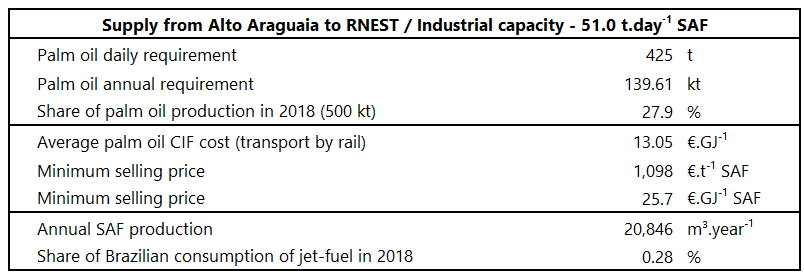 Supply from Alto Araguaia to RNEST / Industrial capacity - 51.0 t.day⁻¹ SAF
Palm oil daily requirement 425 t
Palm oil annual requirement 139.61 kt
Share of palm oil production in 2018 (500 kt) 27.9 %
Average palm oil CIF cost (transport by rail) 13.05 €.GJ⁻¹
Minimum selling price 1,098 €.t⁻¹ SAF
Minimum selling price 25.7 €.GJ⁻¹ SAF
Annual SAF production 20,846 m³.year⁻¹
Share of Brazilian consumption of jet-fuel in 2018 0.28 %